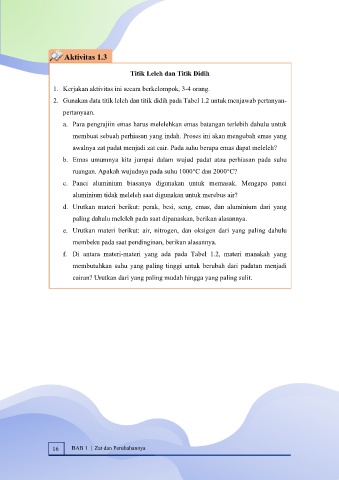 Aktivitas 1.3
Titik Leleh dan Titik Didih
1. Kerjakan aktivitas ini secara berkelompok, 3-4 orang.
2. Gunakan data titik leleh dan titik didih pada Tabel 1.2 untuk menjawab pertanyan-
pertanyaan.
a. Para pengrajin emas harus melelehkan emas batangan terlebih dahulu untuk
membuat sebuah perhiasan yang indah. Proses ini akan mengubah emas yang
awalnya zat padat menjadi zat cair. Pada suhu berapa emas dapat meleleh?
b. Emas umumnya kita jumpai dalam wujud padat atau perhiasan pada suhu
ruangan. Apakah wujudnya pada suhu 1000°C dan 2000°C?
c. Panci aluminium biasanya digunakan untuk memasak. Mengapa panci
aluminium tidak meleleh saat digunakan untuk merebus air?
d. Urutkan materi berikut: perak, besi, seng, emas, dan aluminium dari yang
paling dahulu meleleh pada saat dipanaskan, berikan alasannya.
e. Urutkan materi berikut: air, nitrogen, dan oksigen dari yang paling dahulu
membeku pada saat pendinginan, berikan alasannya.
f. Di antara materi-materi yang ada pada Tabel 1.2, materi manakah yang
membutuhkan suhu yang paling tinggi untuk berubah dari padatan menjadi
cairan? Urutkan dari yang paling mudah hingga yang paling sulit.
16 BAB 1 | Zat dan Perubahannya